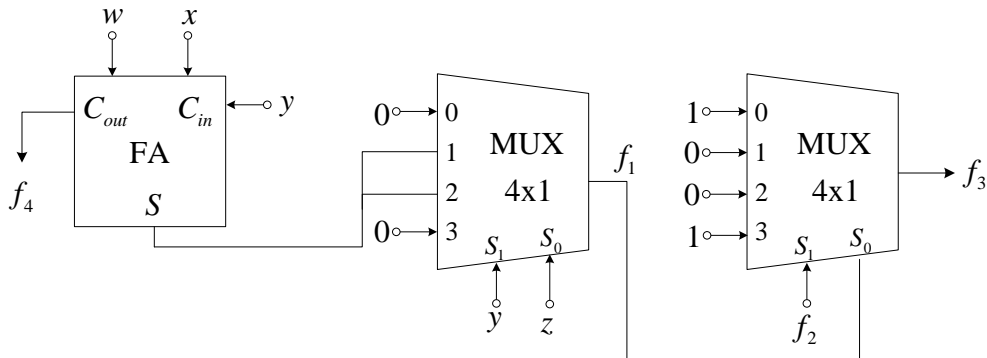 w x
C_out C_in y
FA
f_4
S
0 0
1
2
0 3
MUX
4x1
S_1 S_0
y z
f_1
1 0
0 1
0 2
1 3
MUX
4x1
S_1 S_0
f_2
f_3